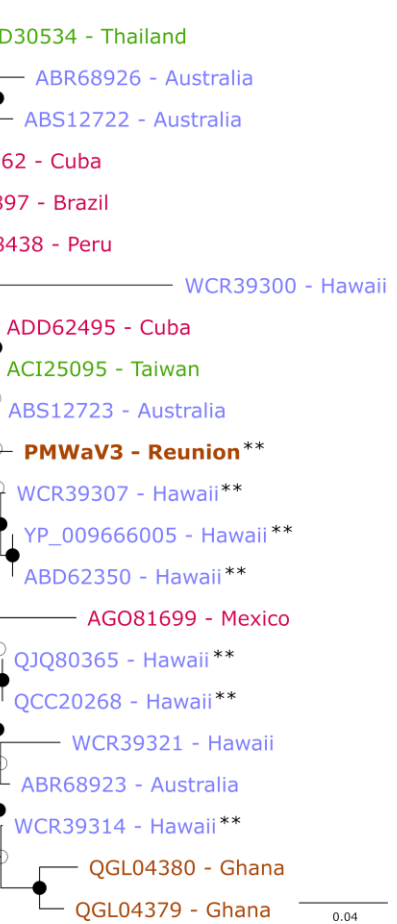 D30534 - Thailand
ABR68926 - Australia
ABS12722 - Australia
62 - Cuba
397 - Brazil
8438 - Peru
WCR39300 - Hawaii
ADD62495 - Cuba
ACI25095 - Taiwan
ABS12723 - Australia
PMWaV3 - Reunion**
WCR39307 - Hawaii**
YP_009666005 - Hawaii**
ABD62350 - Hawaii**
AGO81699 - Mexico
QJQ80365 - Hawaii**
QCC20268 - Hawaii**
WCR39321 - Hawaii
ABR68923 - Australia
WCR39314 - Hawaii**
QGL04380 - Ghana
QGL04379 - Ghana
0.04